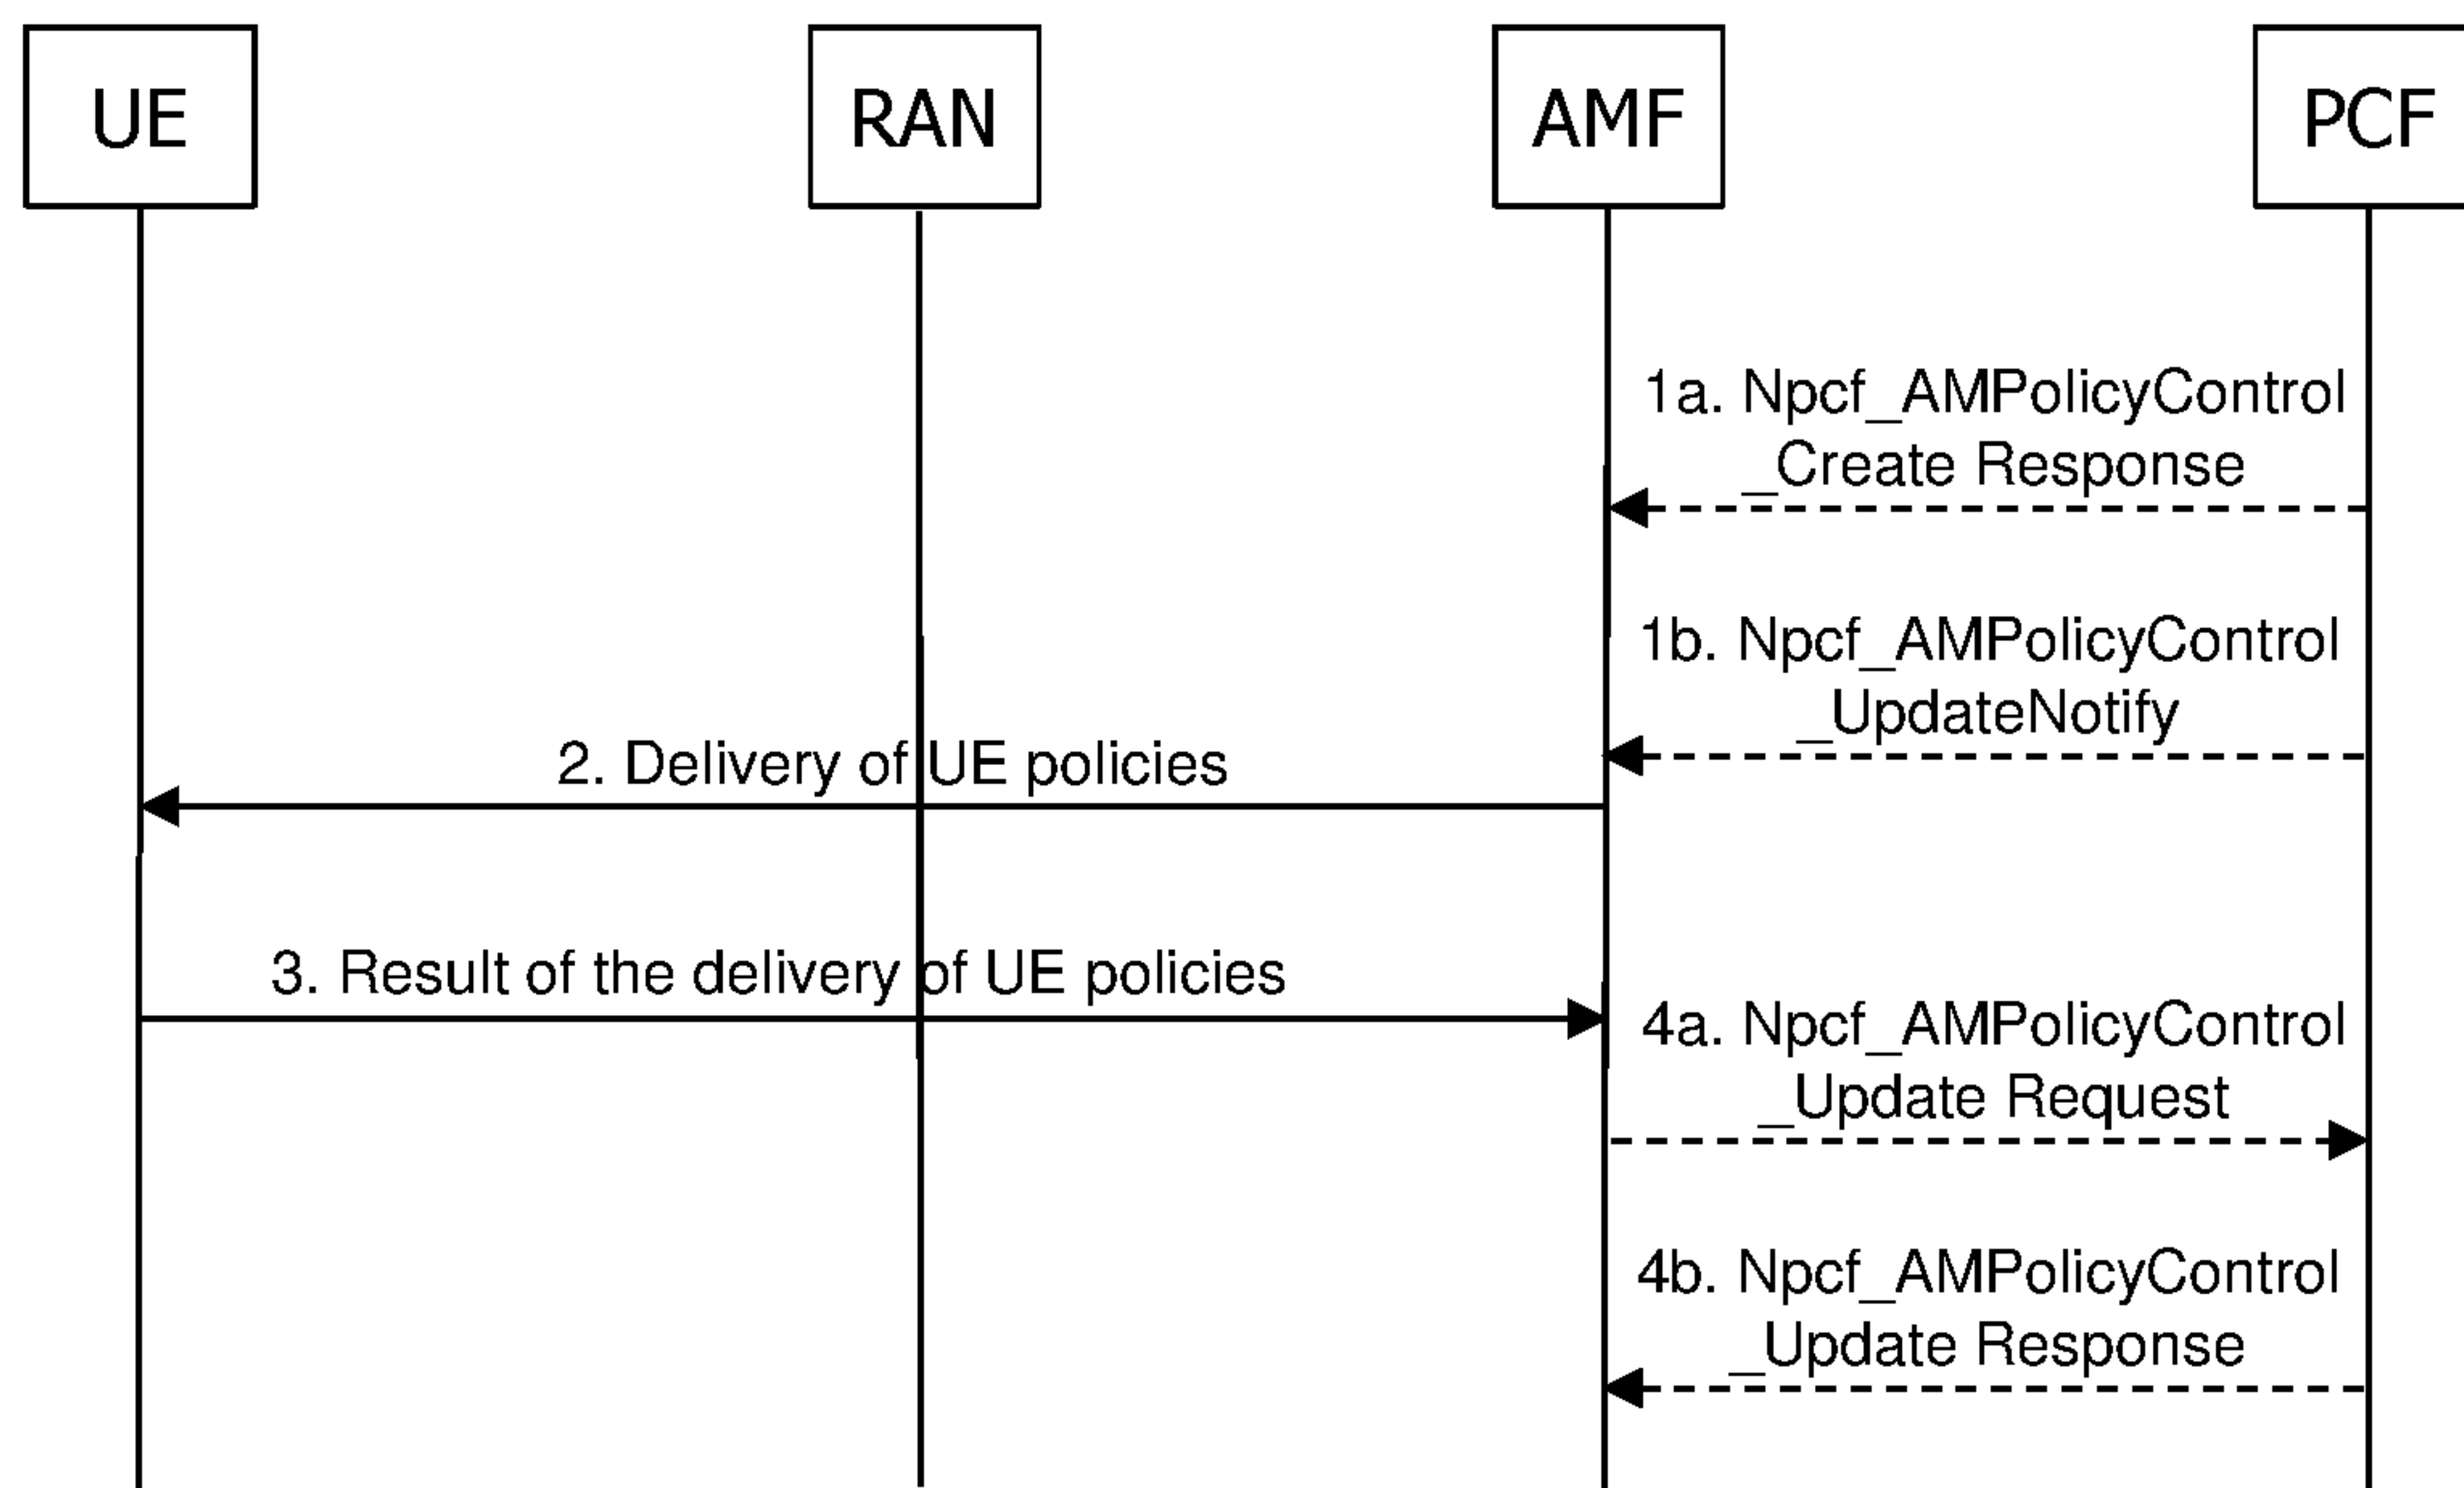 UE
RAN
AMF
PCF
1a. Npcf_AMPolicyControl
_Create Response
1b. Npcf_AMPolicyControl
_UpdateNotify
2. Delivery of UE policies
3. Result of the delivery of UE policies
4a. Npcf_AMPolicyControl
_Update Request
4b. Npcf_AMPolicyControl
_Update Response